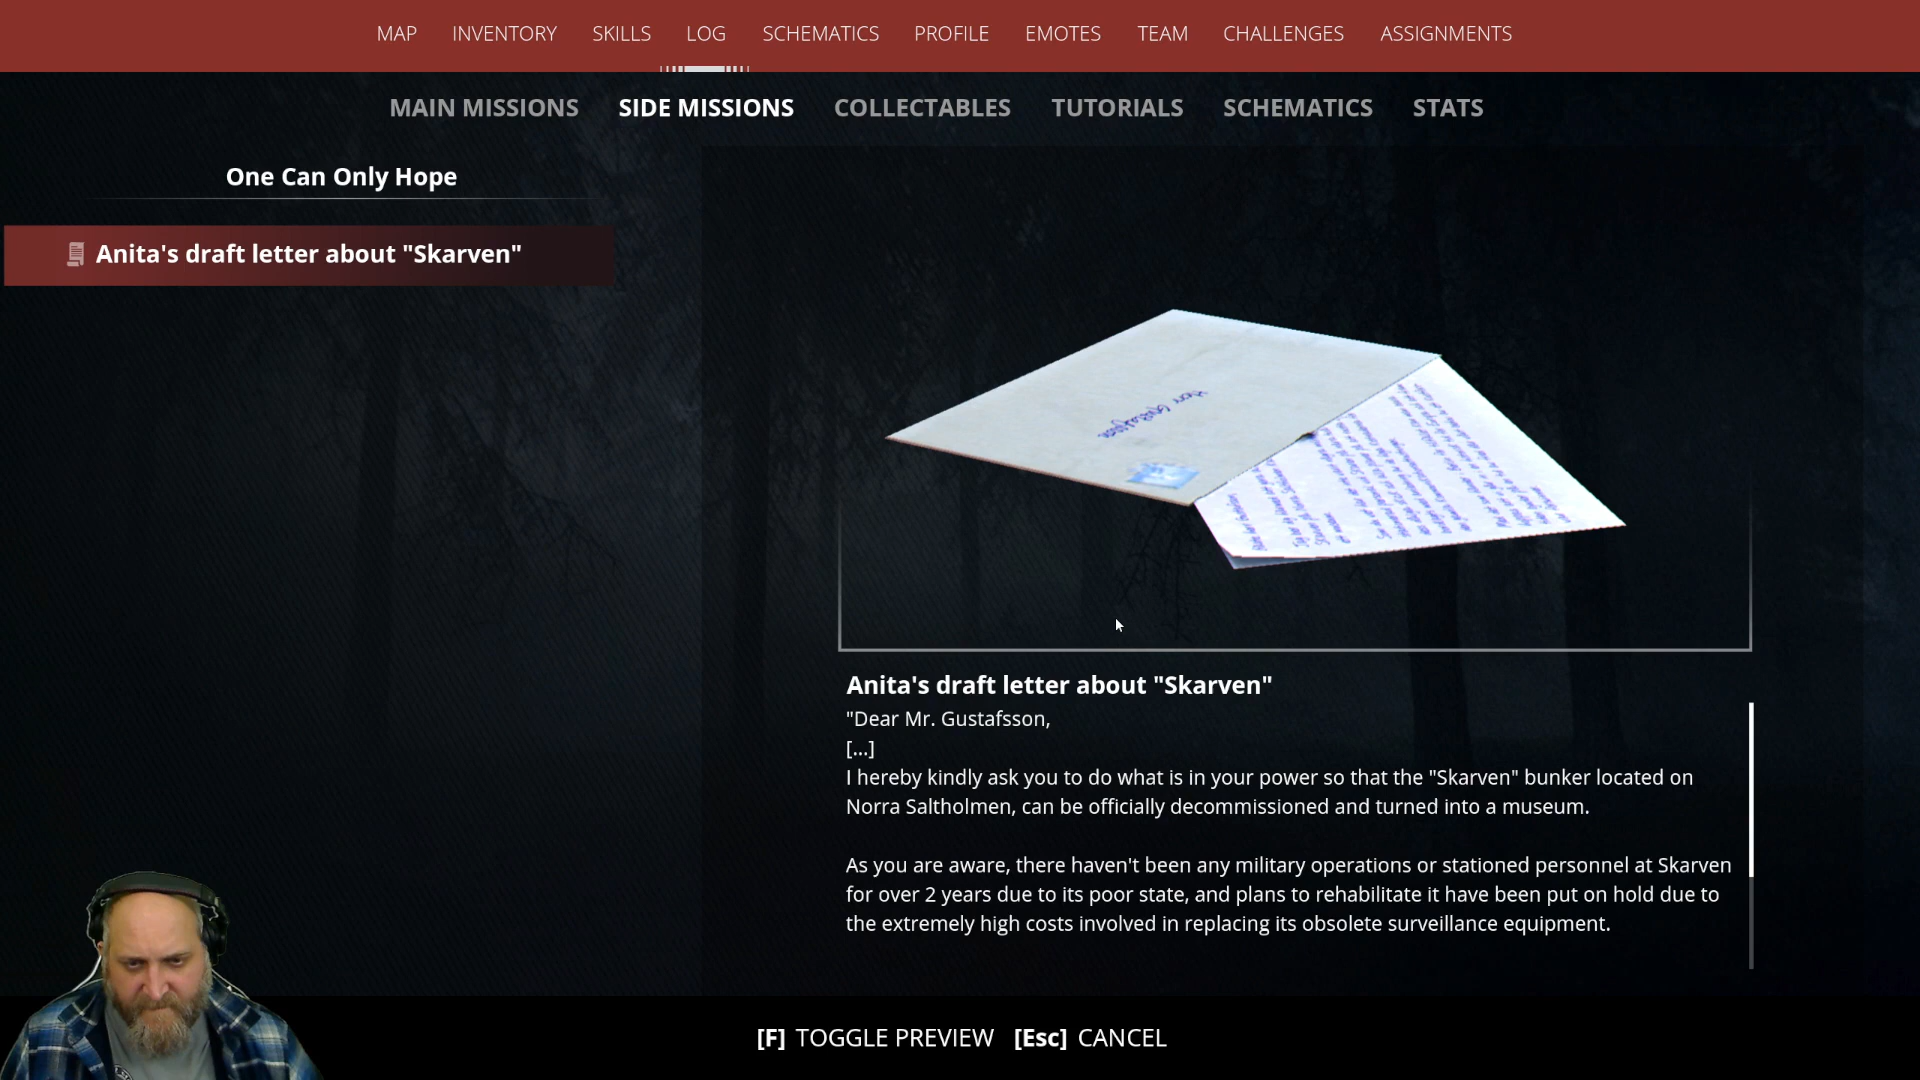 MAP INVENTORY SKILLS LOG SCHEMATICS PROFILE EMOTES TEAM CHALLENGES ASSIGNMENTS
MAIN MISSIONS SIDE MISSIONS COLLECTABLES TUTORIALS SCHEMATICS STATS
One Can Only Hope
Anita's draft letter about "Skarven"
Anita's draft letter about "Skarven"
"Dear Mr. Gustafsson,
[...]
I hereby kindly ask you to do what is in your power so that the "Skarven" bunker located on
Norra Saltholmen, can be officially decommissioned and turned into a museum.
As you are aware, there haven't been any military operations or stationed personnel at Skarven
for over 2 years due to its poor state, and plans to rehabilitate it have been put on hold due to
the extremely high costs involved in replacing its obsolete surveillance equipment.
[F] TOGGLE PREVIEW [Esc] CANCEL